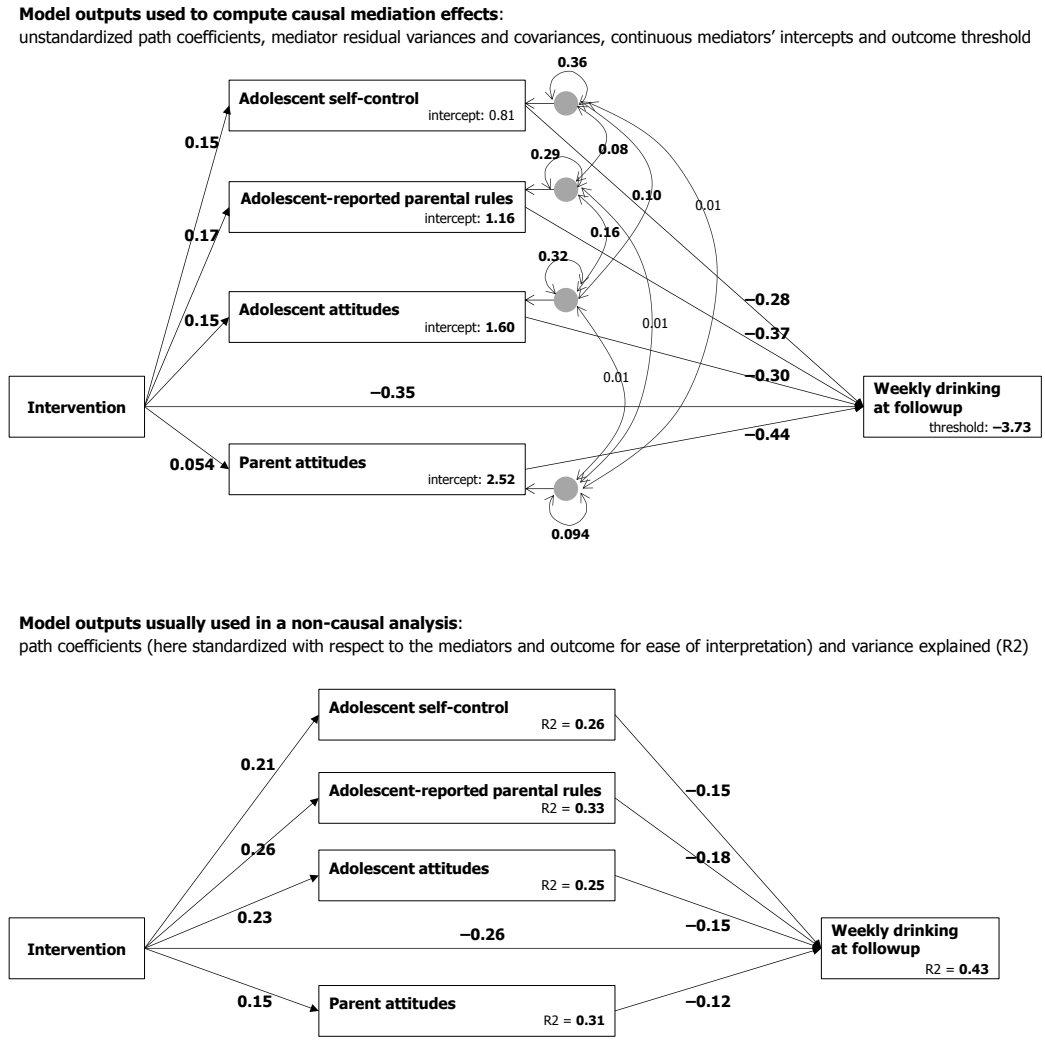 Model outputs used to compute causal mediation effects:
unstandardized path coefficients, mediator residual variances and covariances, continuous mediators’ intercepts and outcome threshold
0.36
Adolescent self-control
intercept: 0.81
0.15
0.08
0.29
Adolescent-reported parental rules
intercept: 1.16
0.10
0.01
0.17
0.16
0.32
Adolescent attitudes
intercept: 1.60
0.15
−0.28
0.01
−0.37
0.01
−0.30
Intervention
−0.35
Weekly drinking
at followup
threshold: −3.73
−0.44
0.054
Parent attitudes
intercept: 2.52
0.094
Model outputs usually used in a non-causal analysis:
path coefficients (here standardized with respect to the mediators and outcome for ease of interpretation) and variance explained (R2)
Adolescent self-control
R2 = 0.26
0.21
−0.15
Adolescent-reported parental rules
R2 = 0.33
0.26
−0.18
Adolescent attitudes
R2 = 0.25
0.23
−0.15
Intervention
−0.26
Weekly drinking
at followup
R2 = 0.43
0.15
Parent attitudes
R2 = 0.31
−0.12